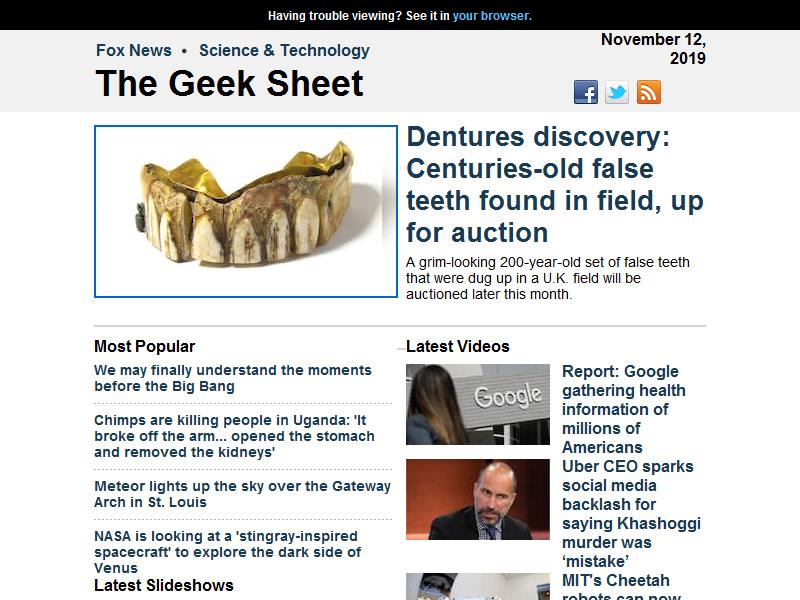 Having trouble viewing? See it in your browser.
Fox News • Science & Technology
November 12,
2019
The Geek Sheet
Dentures discovery:
Centuries-old false
teeth found in field, up
for auction
A grim-looking 200-year-old set of false teeth
that were dug up in a U.K. field will be
auctioned later this month.
Most Popular
We may finally understand the moments
before the Big Bang
Chimps are killing people in Uganda: 'It
broke off the arm... opened the stomach
and removed the kidneys'
Meteor lights up the sky over the Gateway
Arch in St. Louis
NASA is looking at a 'stingray-inspired
spacecraft' to explore the dark side of
Venus
Latest Slideshows
Latest Videos
Google
Report: Google
gathering health
information of
millions of
Americans
Uber CEO sparks
social media
backlash for
saying Khashoggi
murder was
‘mistake’
MIT's Cheetah
robots can now